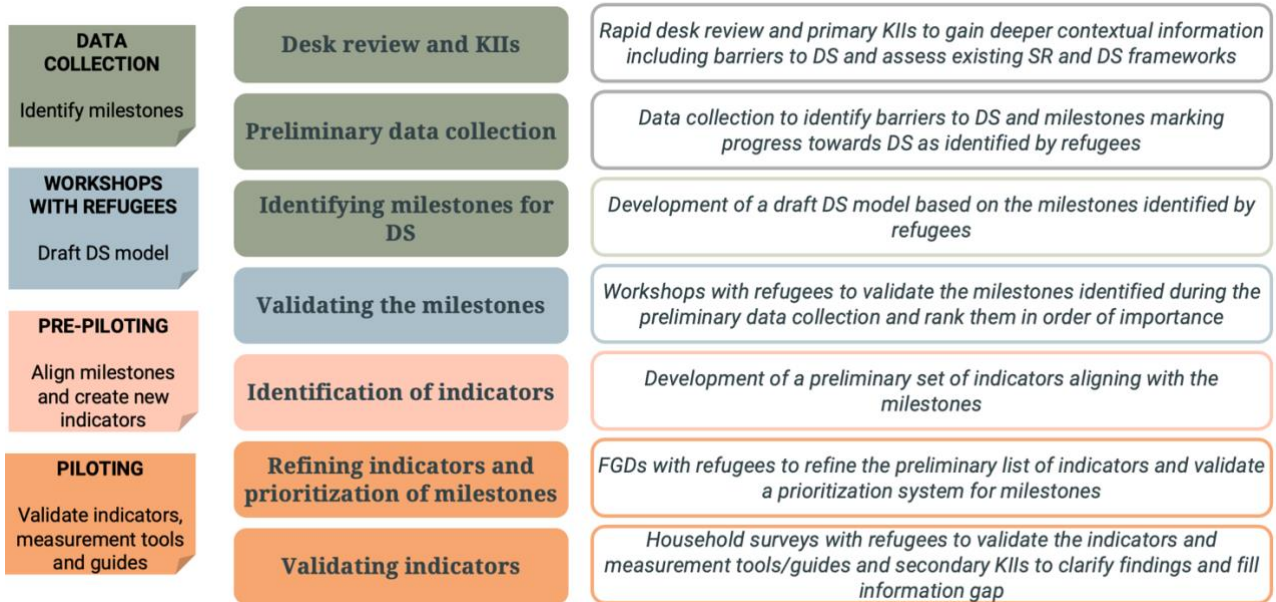 DATA
COLLECTION
Identify milestones
WORKSHOPS
WITH REFUGEES
Draft DS model
PRE-PILOTING
Align milestones
and create new
indicators
PILOTING
Validate indicators,
measurement tools
and guides
Desk review and KIIs
Rapid desk review and primary KIIs to gain deeper contextual information
including barriers to DS and assess existing SR and DS frameworks
Preliminary data collection
Data collection to identify barriers to DS and milestones marking
progress towards DS as identified by refugees
Identifying milestones for
DS
Development of a draft DS model based on the milestones identified by
refugees
Validating the milestones
Workshops with refugees to validate the milestones identified during the
preliminary data collection and rank them in order of importance
Identification of indicators
Development of a preliminary set of indicators aligning with the
milestones
Refining indicators and
prioritization of milestones
FGDs with refugees to refine the preliminary list of indicators and validate
a prioritization system for milestones
Validating indicators
Household surveys with refugees to validate the indicators and
measurement tools/guides and secondary KIIs to clarify findings and fill
information gap